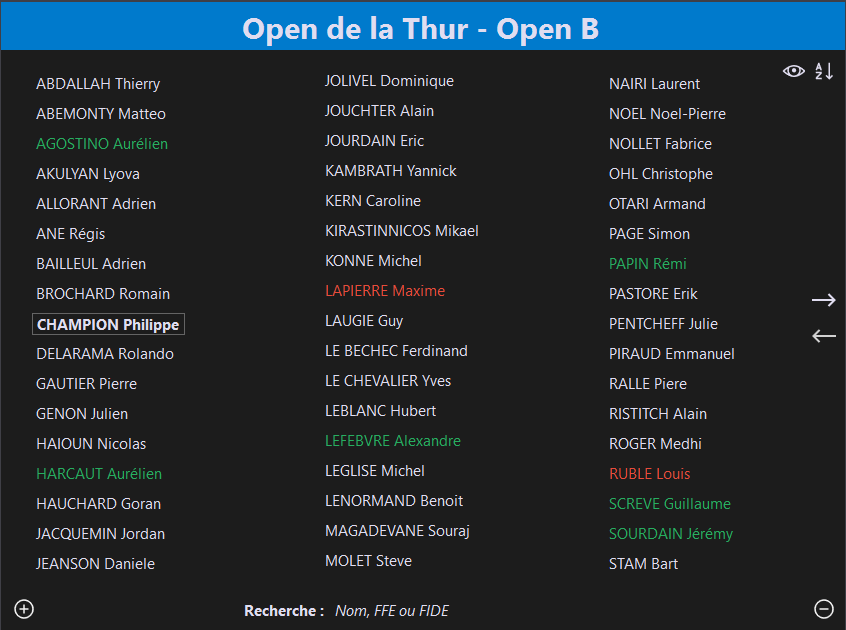 Open de la Thur - Open B
ABDALLAH Thierry
ABEMONTY Matteo
AGOSTINO Aurélien
AKULYAN Lyova
ALLORANT Adrien
ANE Régis
BAILLEUL Adrien
BROCHARD Romain
CHAMPION Philippe
DELARAMA Rolando
GAUTIER Pierre
GENON Julien
HAIOUN Nicolas
HARCAUT Aurélien
HAUCHARD Goran
JACQUEMIN Jordan
JEANSON Daniele
JOLIVEL Dominique
JOUCHTER Alain
JOURDAIN Eric
KAMBRATH Yannick
KERN Caroline
KIRASTINNICOS Mikael
KONNE Michel
LAPIERRE Maxime
LAUGIE Guy
LE BECHEC Ferdinand
LE CHEVALIER Yves
LEBLANC Hubert
LEFEBVRE Alexandre
LEGLISE Michel
LENORMAND Benoit
MAGADEVANE Souraj
MOLET Steve
NAIRI Laurent
NOEL Noel-Pierre
NOLLET Fabrice
OHL Christophe
OTARI Armand
PAGE Simon
PAPIN Rémi
PASTORE Erik
PENTCHEFF Julie
PIRAUD Emmanuel
RALLE Piere
RISTITCH Alain
ROGER Medhi
RUBLE Louis
SCREVE Guillaume
SOURDAIN Jérémy
STAM Bart
Recherche : Nom, FFE ou FIDE